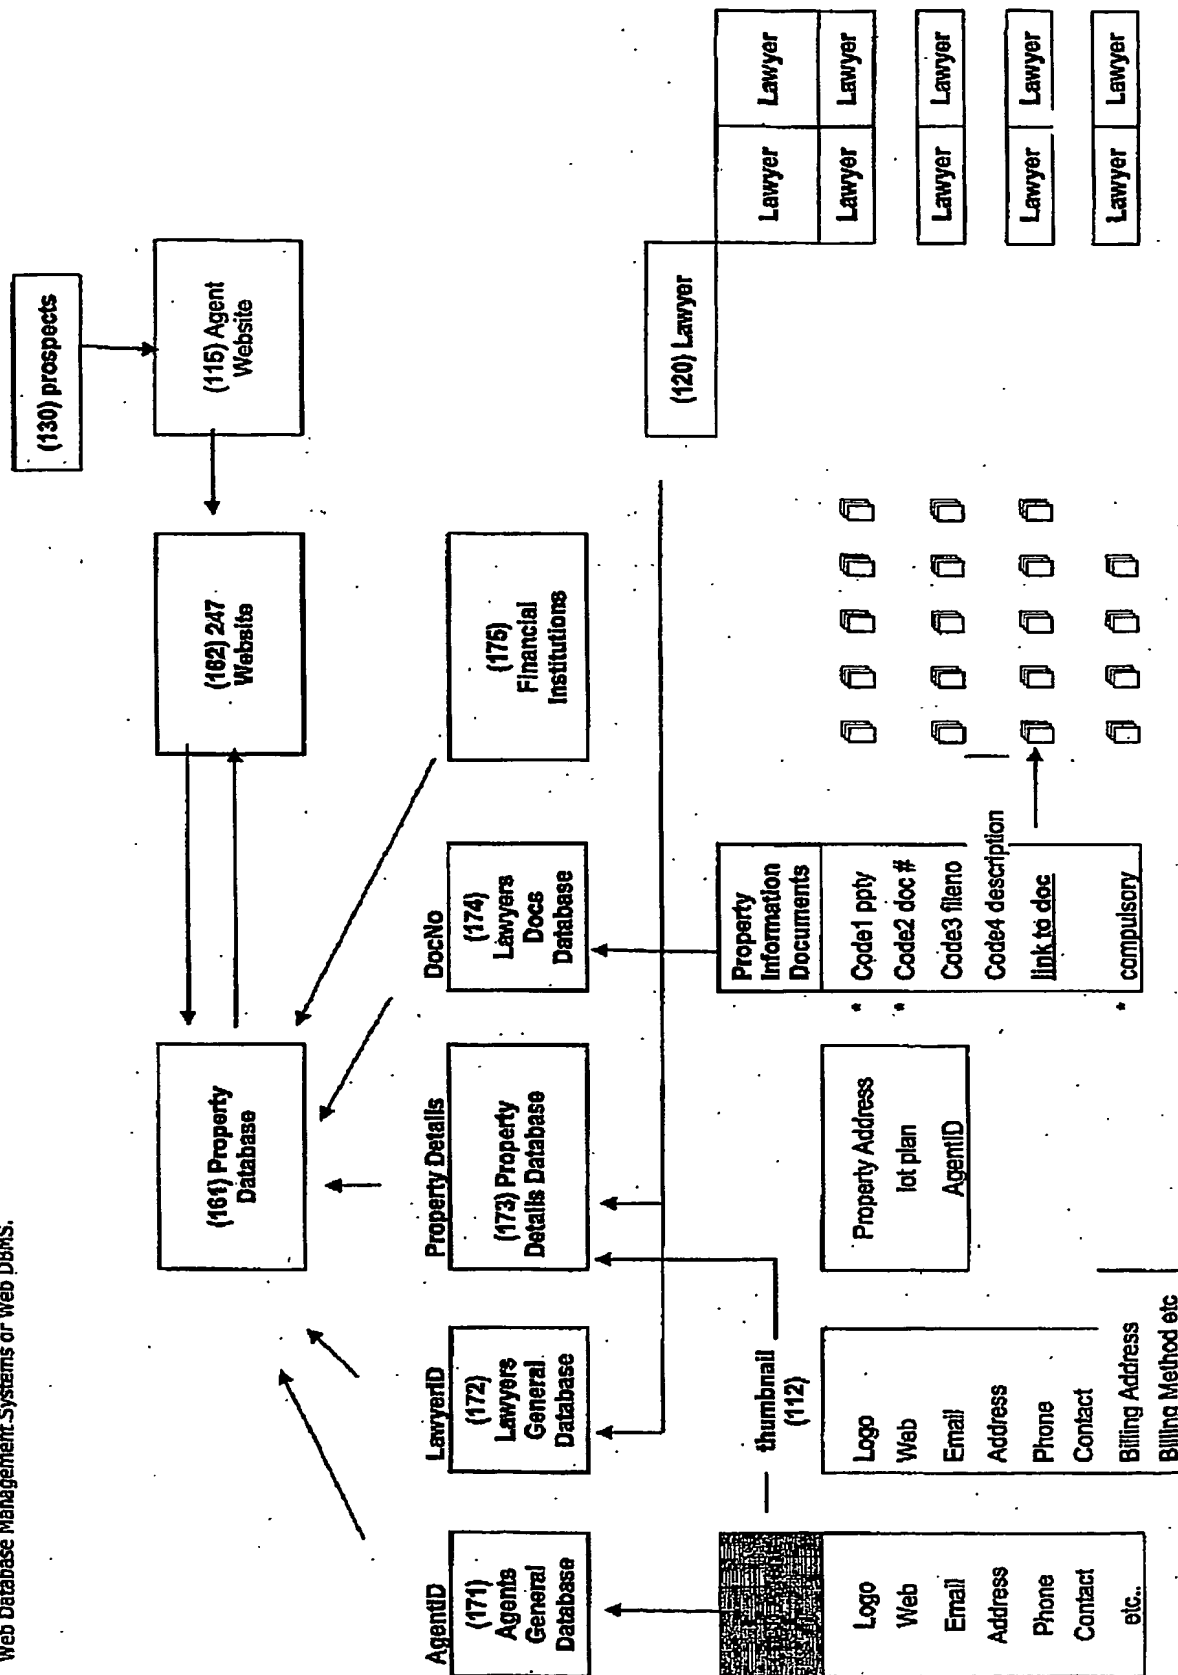 Web Database Management Systems or Web DBMS.
(130) prospects
(161) Property
Database
(162) 247
Website
(115) Agent
Website
AgentID
(171)
Agents
General
Database
LawyerID
(172)
Lawyers
General
Database
Property Details
(173) Property
Details Database
DocNo
(174)
Lawyers
Docs
Database
(175)
Financial
Institutions
(120) Lawyer
thumbnail
(112)
Logo
Web
Email
Address
Phone
Contact
etc..
Logo
Web
Email
Address
Phone
Contact
Billing Address
Billing Method etc
Property Address
lot plan
AgentID
Property
Information
Documents
* Code1 ppty
* Code2 doc #
Code3 fileno
Code4 description
link to doc
* compulsory
Lawyer Lawyer
Lawyer Lawyer
Lawyer Lawyer
Lawyer Lawyer
Lawyer Lawyer